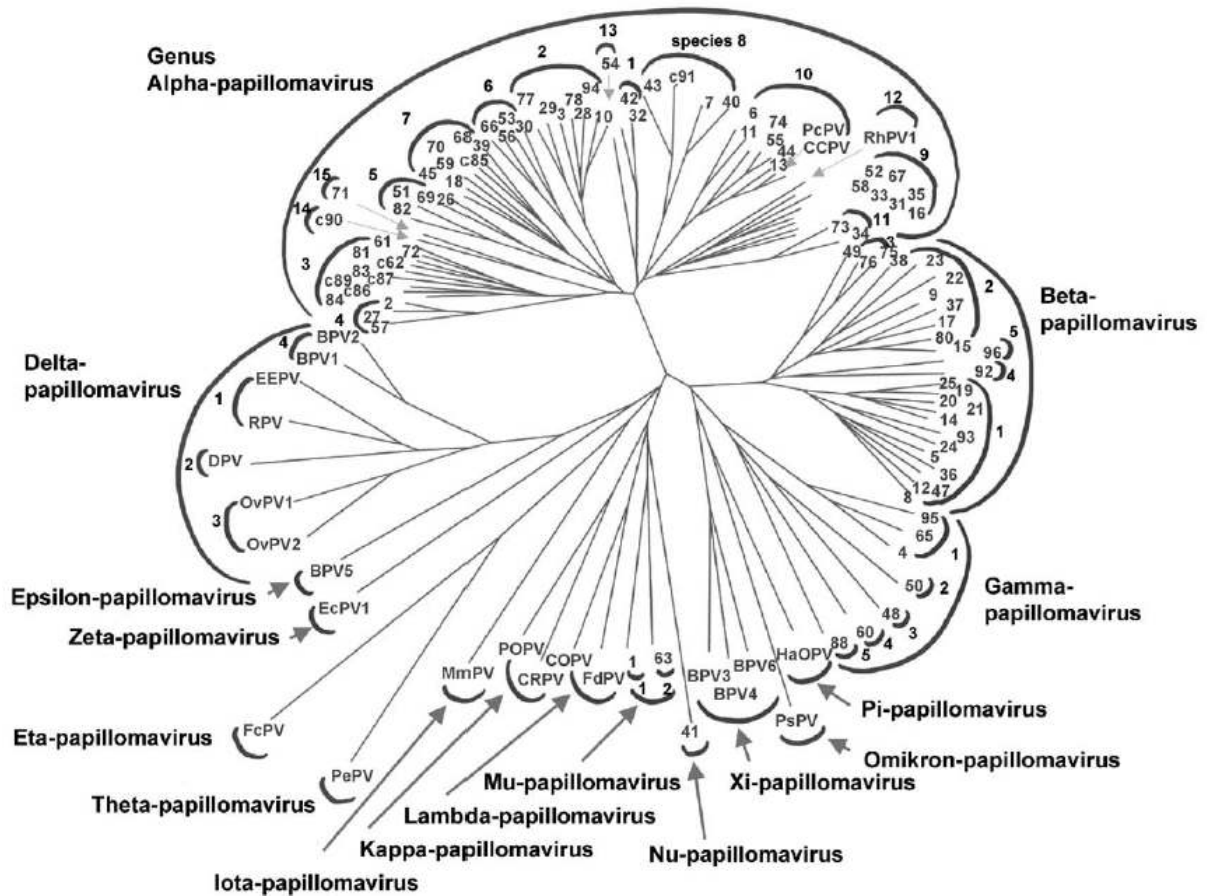 Genus
Alpha-papillomavirus
13
2
54
1
species 8
6
94
43
c91
10
77
78
42
7
40
12
7
53
29
3
28
10
32
6
74
PcPV
RhPV1
68
66
56
30
11
55
CCPV
9
70
39
44
52
67
59
c85
13
58
33
35
15
5
45
18
31
16
71
51
69
26
14
82
73
11
c90
34
3
61
49
75
3
81
72
76
38
23
c62
22
2
83
c87
c89
c86
9
37
84
2
Beta-
papillomavirus
4
27
17
57
80
5
BPV2
15
96
4
BPV1
92
4
Delta-
papillomavirus
EEPV
25
19
1
20
21
RPV
14
1
93
24
2
DPV
5
36
12
47
OvPV1
8
3
95
OvPV2
65
1
4
BPV5
50
2
Epsilon-papillomavirus
Gamma-
papillomavirus
EcPV1
48
Zeta-papillomavirus
3
60
4
88
5
POPV
HaOPV
MmPV
COPV
1
63
BPV6
CRPV
FdPV
BPV3
1
2
BPV4
Pi-papillomavirus
FcPV
41
PsPV
Eta-papillomavirus
Omikron-papillomavirus
PePV
Mu-papillomavirus
Xi-papillomavirus
Theta-papillomavirus
Lambda-papillomavirus
Kappa-papillomavirus
Nu-papillomavirus
Iota-papillomavirus